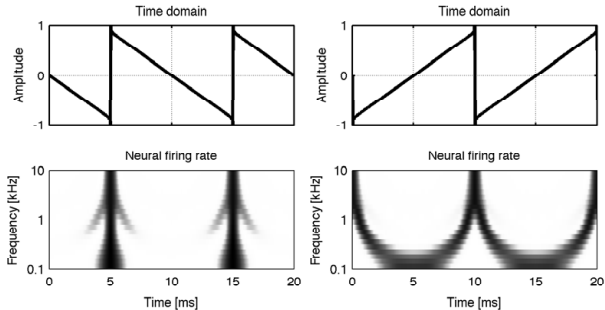 Time domain
Amplitude
1
0
-1
Time domain
Amplitude
1
0
-1
Neural firing rate
Frequency [kHz]
10
1
0.1
0 5 10 15 20
Time [ms]
Neural firing rate
Frequency [kHz]
10
1
0.1
0 5 10 15 20
Time [ms]